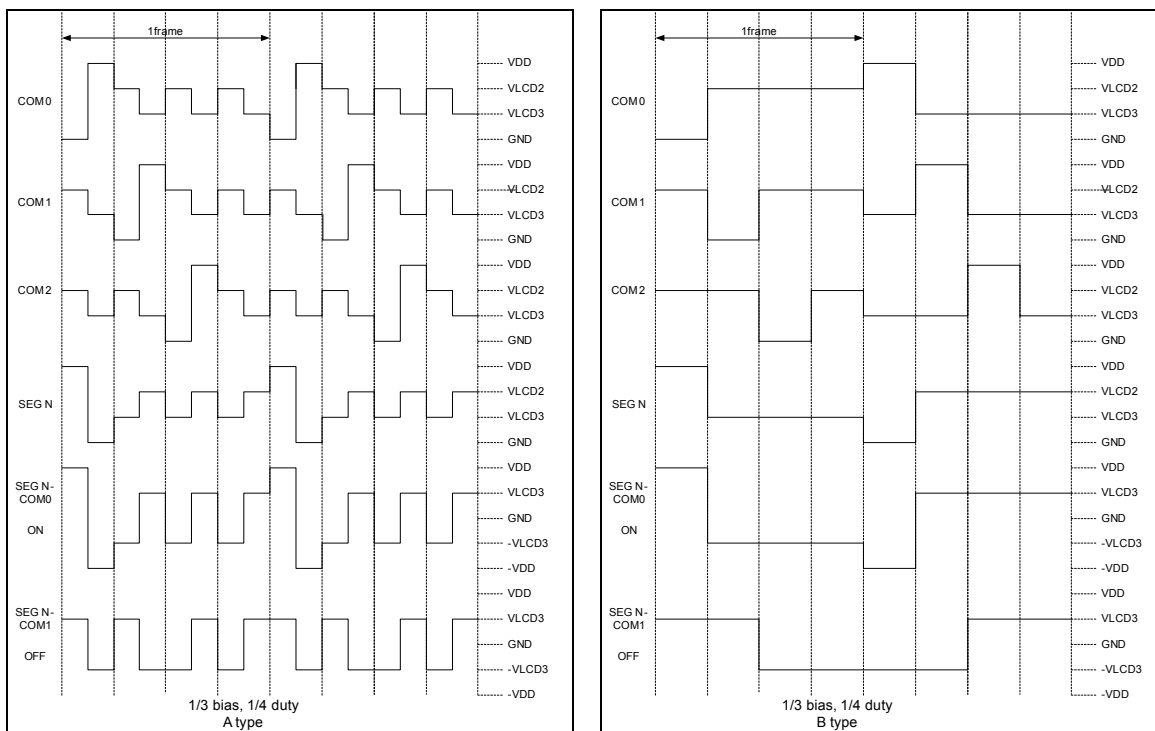 1frame
COM0
VDD
VLCD2
VLCD3
GND
COM1
VDD
VLCD2
VLCD3
GND
COM2
VDD
VLCD2
VLCD3
GND
SEG N
VDD
VLCD2
VLCD3
GND
SEG N-
COM0
ON
VDD
VLCD3
GND
-VLCD3
-VDD
SEG N-
COM1
OFF
VDD
VLCD3
GND
-VLCD3
-VDD
1/3 bias, 1/4 duty
A type
1frame
COM0
VDD
VLCD2
VLCD3
GND
COM1
VDD
VLCD2
VLCD3
GND
COM2
VDD
VLCD2
VLCD3
GND
SEG N
VDD
VLCD2
VLCD3
GND
SEG N-
COM0
ON
VDD
VLCD3
GND
-VLCD3
-VDD
SEG N-
COM1
OFF
VDD
VLCD3
GND
-VLCD3
-VDD
1/3 bias, 1/4 duty
B type